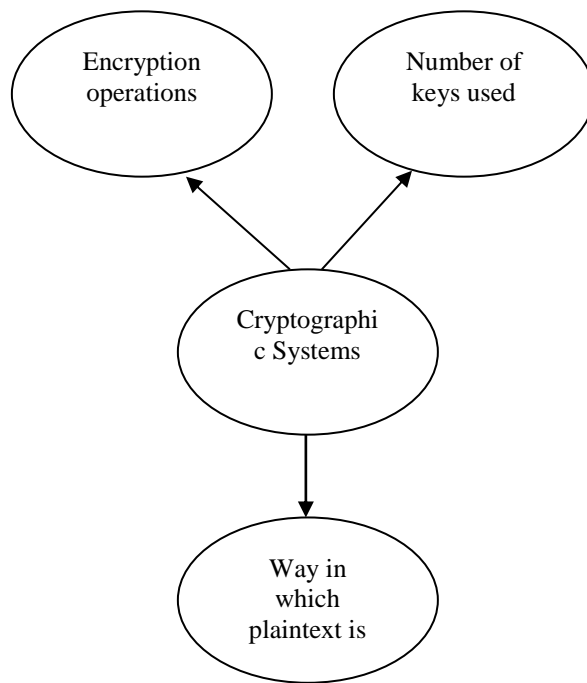 Encryption
operations
Number of
keys used
Cryptographi
c Systems
Way in
which
plaintext is